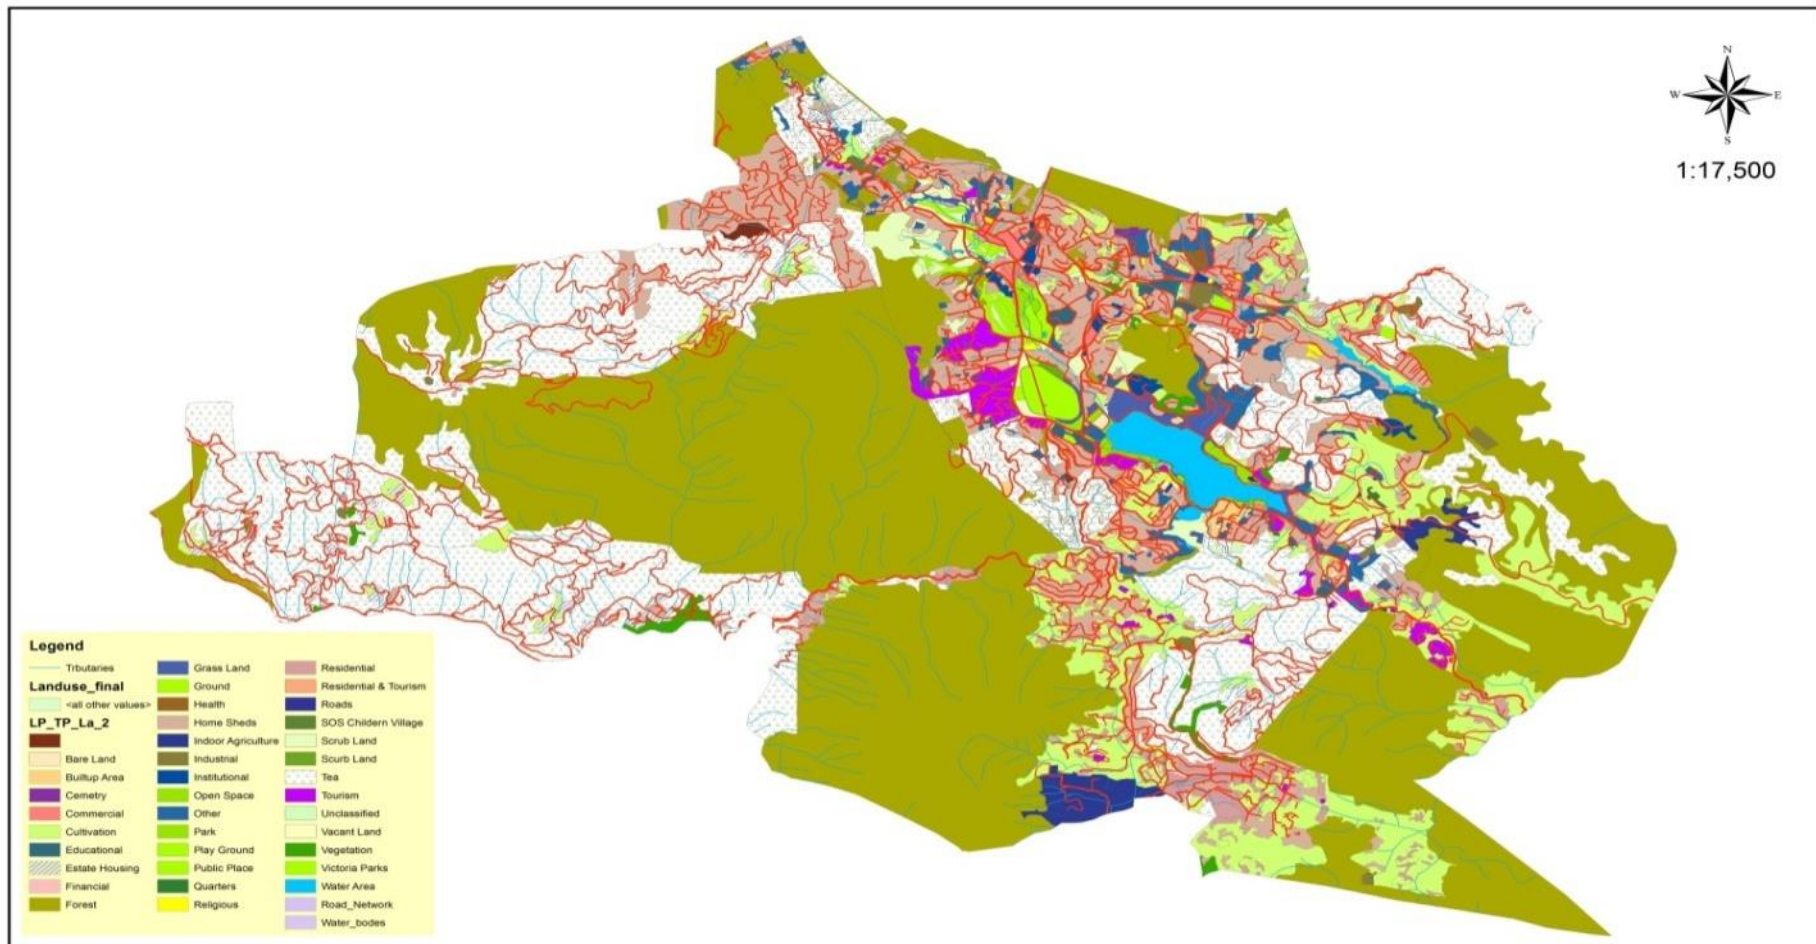 N
W E
S
1:17,500
Legend
Trbutaries
Landuse_final
<all other values>
LP_TP_La_2
Bare Land
Builtup Area
Cemetry
Commercial
Cultivation
Educational
Estate Housing
Financial
Forest
Grass Land
Ground
Health
Home Sheds
Indoor Agriculture
Industrial
Institutional
Open Space
Other
Park
Play Ground
Public Place
Quarters
Religious
Residential
Residential & Tourism
Roads
SOS Childern Village
Scrub Land
Scurb Land
Tea
Tourism
Unclassified
Vacant Land
Vegetation
Victoria Parks
Water Area
Road_Network
Water_bodes